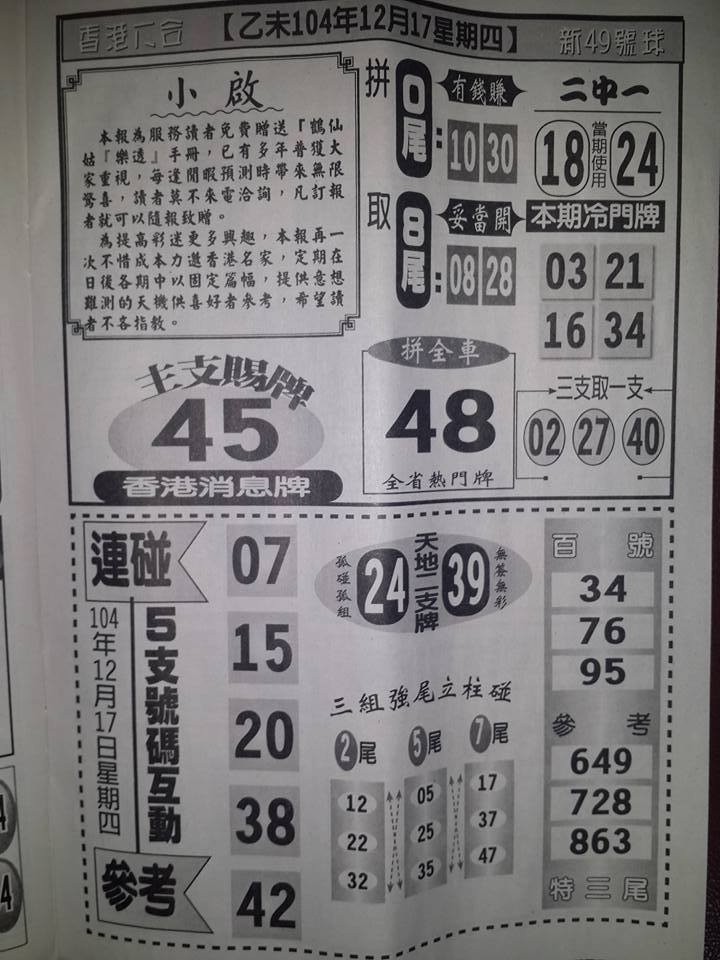 香港六合
【乙未104年12月17星期四】
新49號球
小啟
本報為服務讀者免費贈送『鶴仙
姑『樂透』手冊，已有多年普獲大
家重視，每逢開暇預測時帶來無限
驚喜，讀者莫不來電洽詢，凡訂報
者就可以隨報致贈。
為提高彩迷更多興趣，本報再一
次不惜成本力邀香港名家，定期在
日後各期中以固定篇幅，提供意想
難測的天機供喜好者參考，希望讀
者不吝指教。
拼取
0尾：
有錢賺
10 30
8尾：
妥當開
08 28
二中一
18 當期使用 24
本期冷門牌
03 21
16 34
主支賜牌
45
香港消息牌
拼全車
48
全省熱門牌
三支取一支
02 27 40
連碰
104年12月17日星期四
5支號碼互動
參考
07
15
20
38
42
孤碰孤組
24
天地二支牌
39
無簽無彩
三組強尾立柱碰
2尾 5尾 7尾
12 05 17
22 25 37
32 35 47
百號
34
76
95
參考
649
728
863
特三尾
4
4